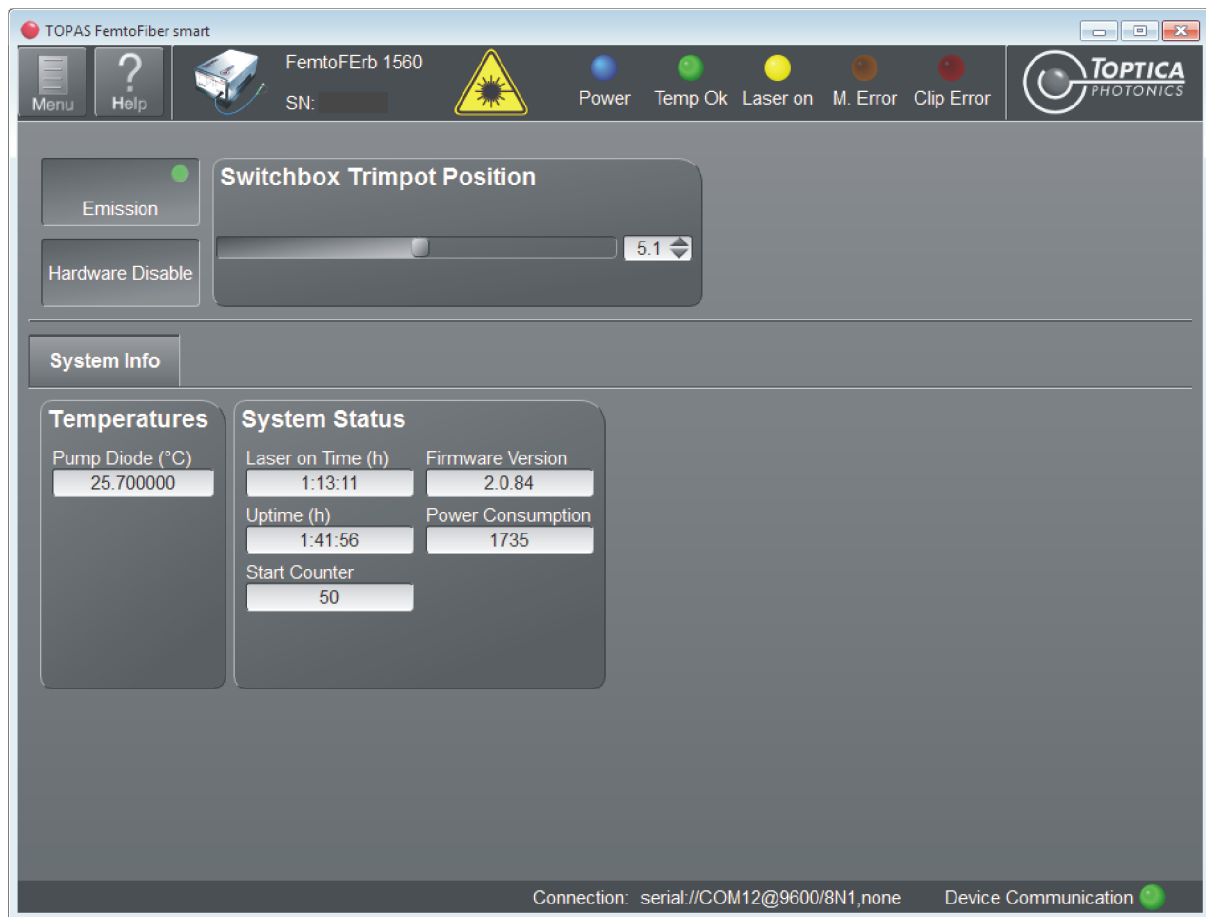 TOPAS FemtoFiber smart
Menu
Help
FemtoFErb 1560
SN:
Power Temp Ok Laser on M. Error Clip Error
TOPTICA
PHOTONICS
Emission
Hardware Disable
Switchbox Trimpot Position
5.1
System Info
Temperatures
Pump Diode (°C)
25.700000
System Status
Laser on Time (h) Firmware Version
1:13:11 2.0.84
Uptime (h) Power Consumption
1:41:56 1735
Start Counter
50
Connection: serial://COM12@9600/8N1,none Device Communication